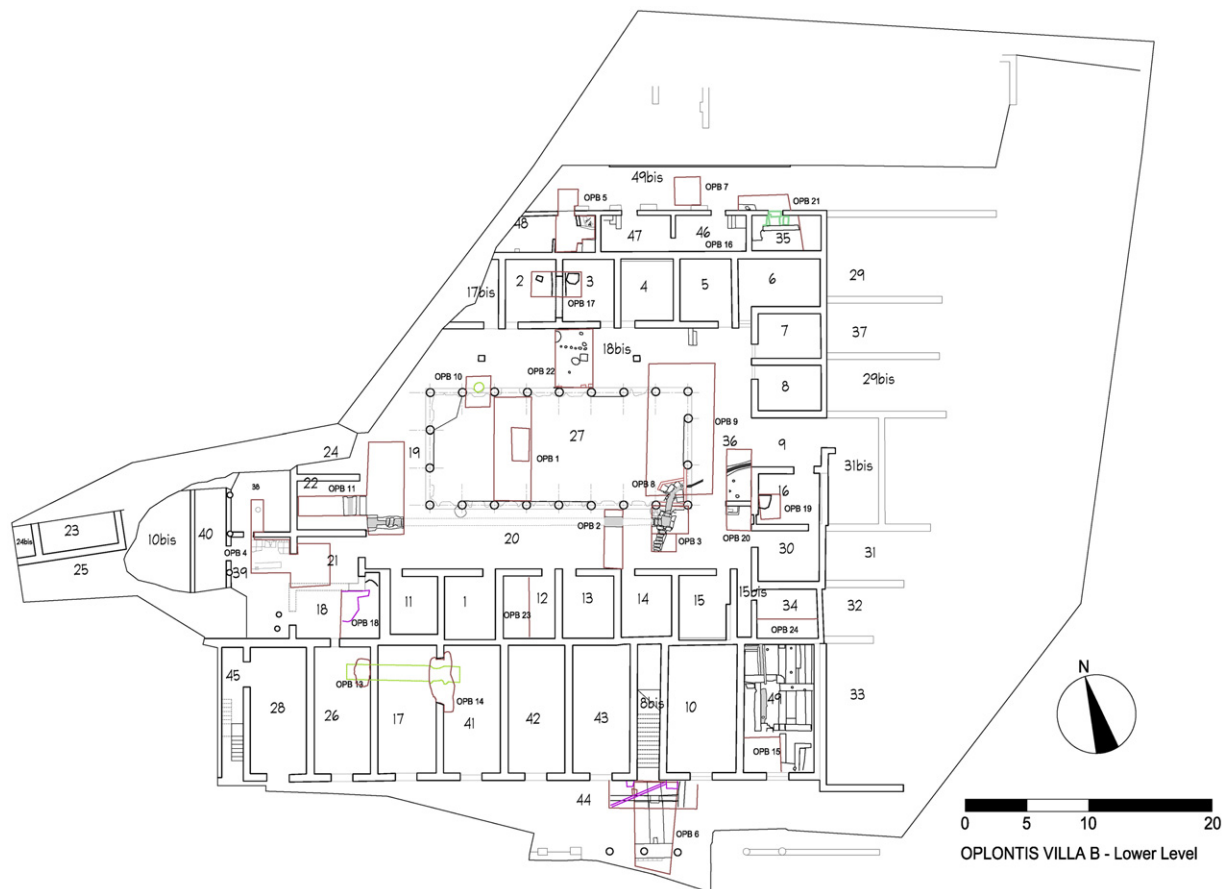 49bis
OPB 7
OPB 5
OPB 21
48
47
46
OPB 16
35
17bis
2
3
OPB 17
4
5
6
29
7
37
18bis
8
29bis
OPB 22
OPB 10
27
OPB 9
OPB 1
36
9
31bis
19
24
22
OPB 11
38
OPB 8
16
OPB 19
23
24bis
10bis
40
OPB 4
OPB 2
OPB 3
OPB 20
20
30
31
25
39
21
18
OPB 18
11
1
OPB 23
12
13
14
15
15bis
34
OPB 24
32
45
28
26
OPB 13
17
OPB 14
41
42
43
8bis
10
49
OPB 15
33
44
OPB 6
N
0 5 10 20
OPLONTIS VILLA B - Lower Level